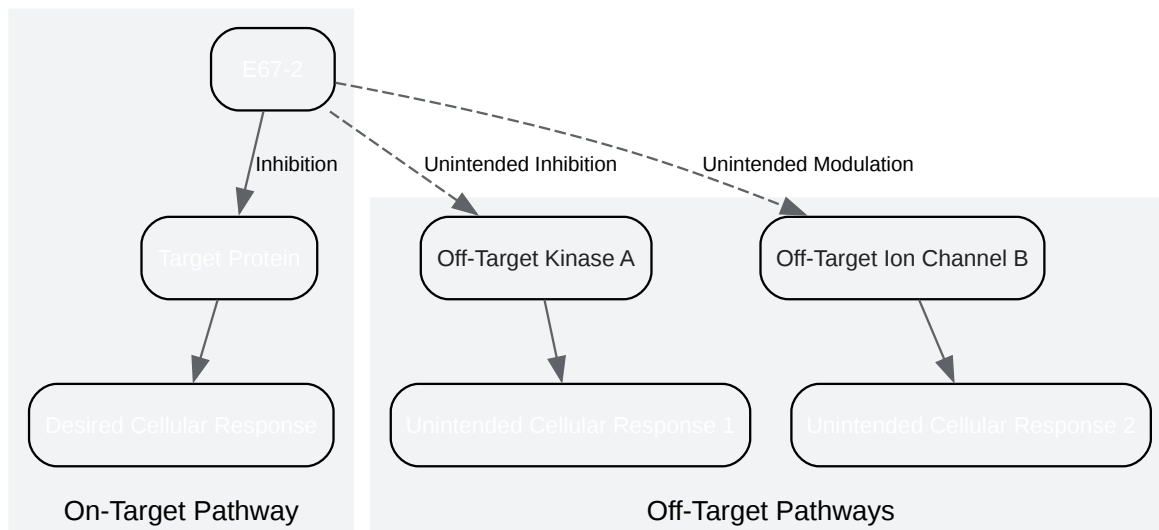 E67-2
Inhibition
Unintended Inhibition
Unintended Modulation
Target Protein
Off-Target Kinase A
Off-Target Ion Channel B
Desired Cellular Response
Unintended Cellular Response 1
Unintended Cellular Response 2
On-Target Pathway
Off-Target Pathways